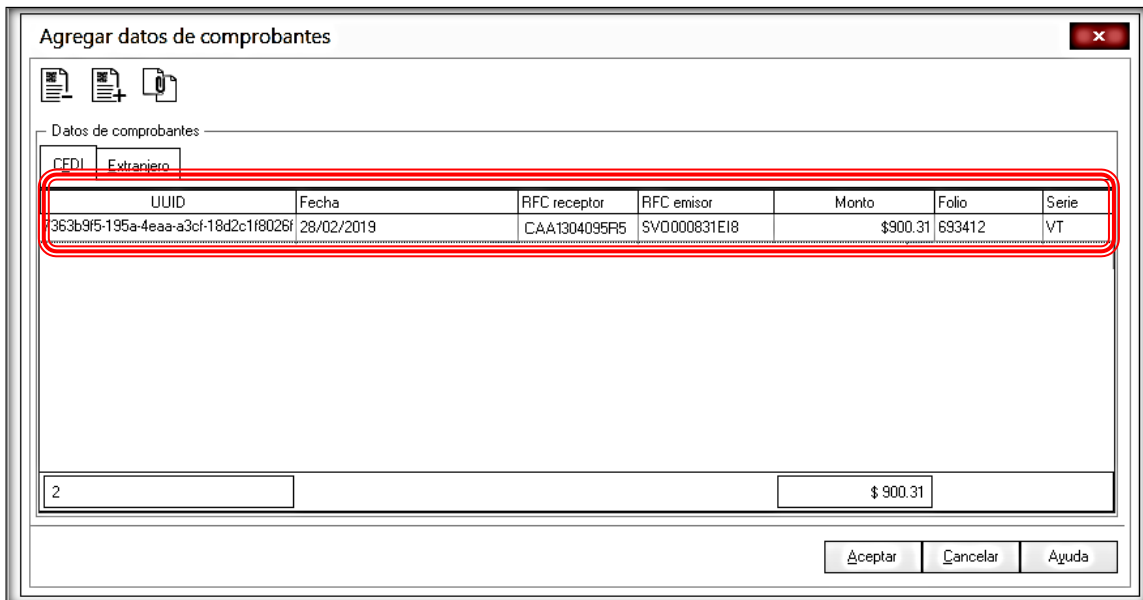 Agregar datos de comprobantes
Datos de comprobantes
CFDI Extranjero
UUID Fecha RFC receptor RFC emisor Monto Folio Serie
7363b9f5-195a-4eaa-a3cf-18d2c1f8026f 28/02/2019 CAA1304095R5 SVO000831EI8 $900.31 693412 VT
2 $ 900.31
Aceptar Cancelar Ayuda